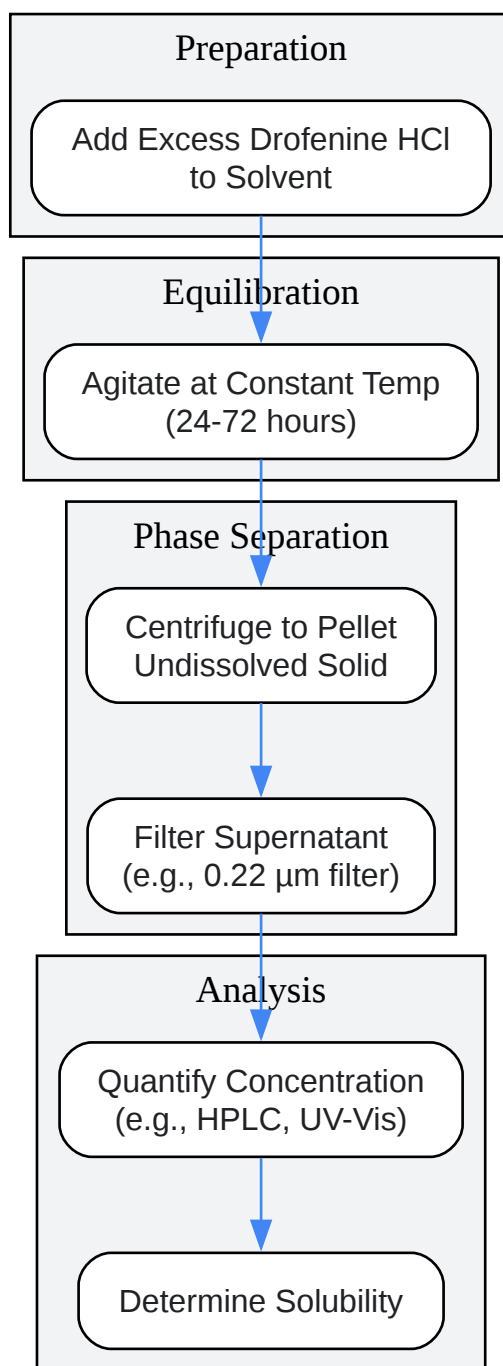 Preparation
Add Excess Drofenine HCl
to Solvent
Equilibration
Agitate at Constant Temp
(24-72 hours)
Phase Separation
Centrifuge to Pellet
Undissolved Solid
Filter Supernatant
(e.g., 0.22 µm filter)
Analysis
Quantify Concentration
(e.g., HPLC, UV-Vis)
Determine Solubility